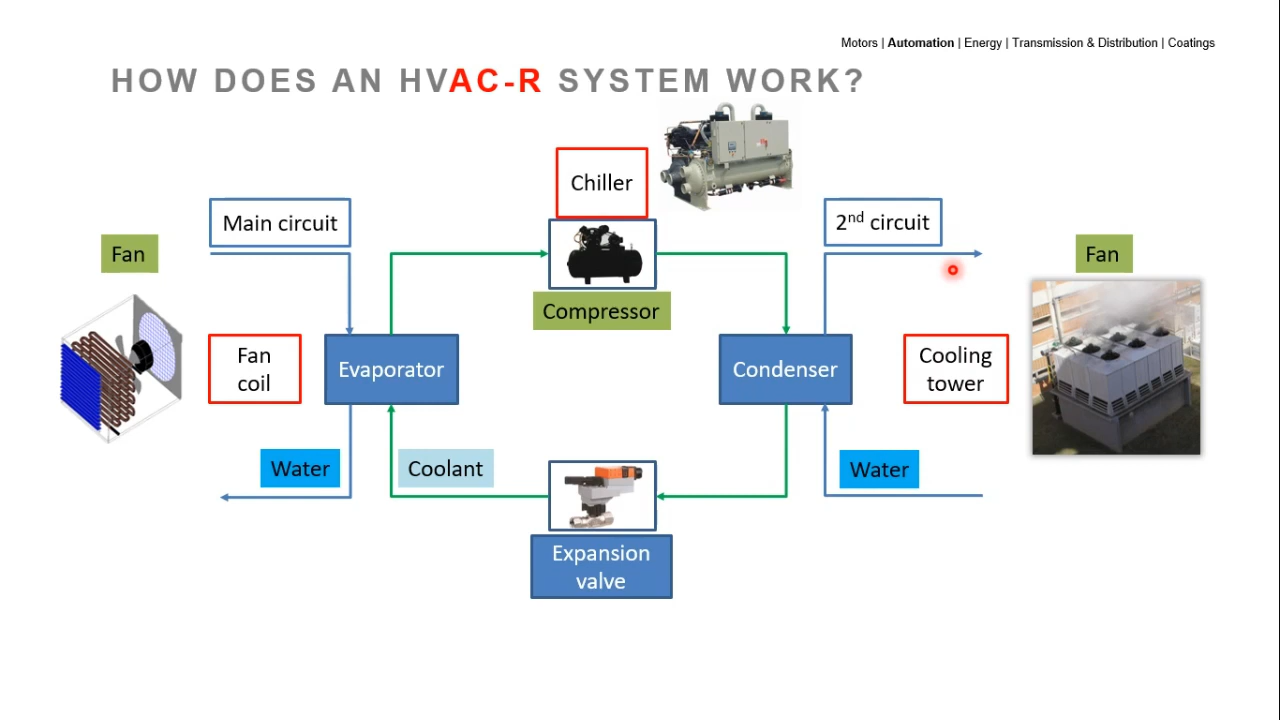 Motors | Automation | Energy | Transmission & Distribution | Coatings
HOW DOES AN HVAC-R SYSTEM WORK?
Chiller
Main circuit
2nd circuit
Fan
Fan
Compressor
Fan
coil
Evaporator
Condenser
Cooling
tower
Water
Coolant
Water
Expansion
valve